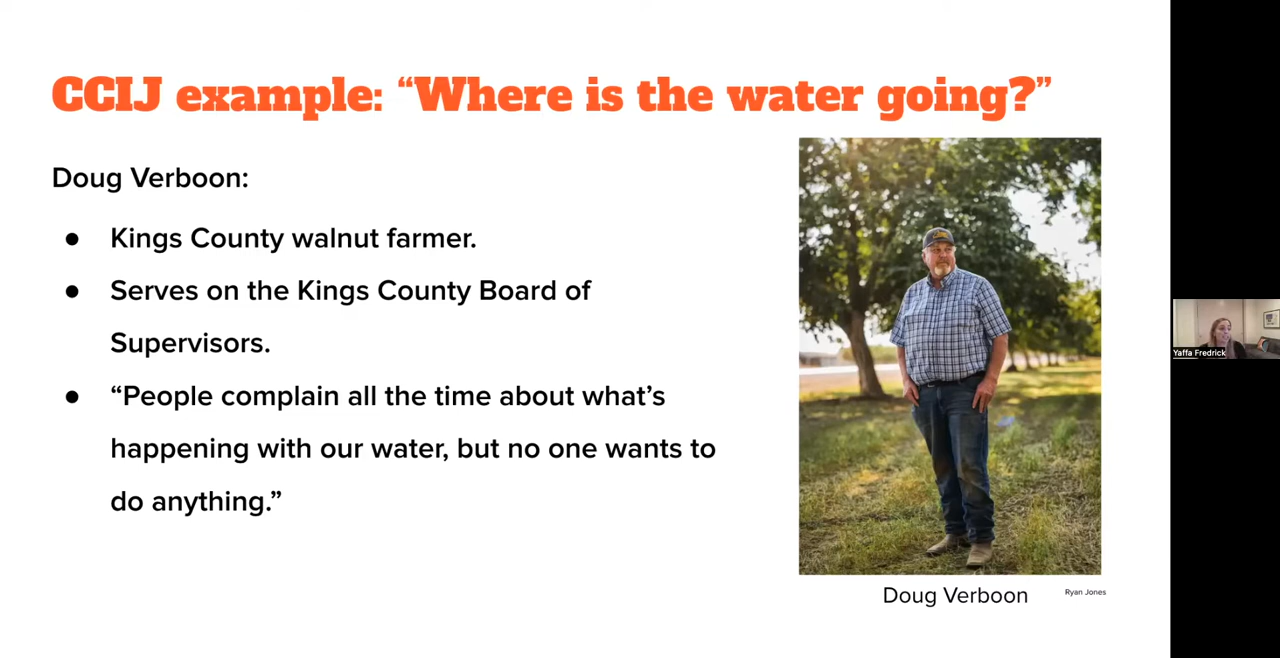 CCIJ example: “Where is the water going?”
Doug Verboon:
● Kings County walnut farmer.
● Serves on the Kings County Board of
Supervisors.
● “People complain all the time about what’s
happening with our water, but no one wants to
do anything.”
Doug Verboon
Ryan Jones
Yaffa Fredrick